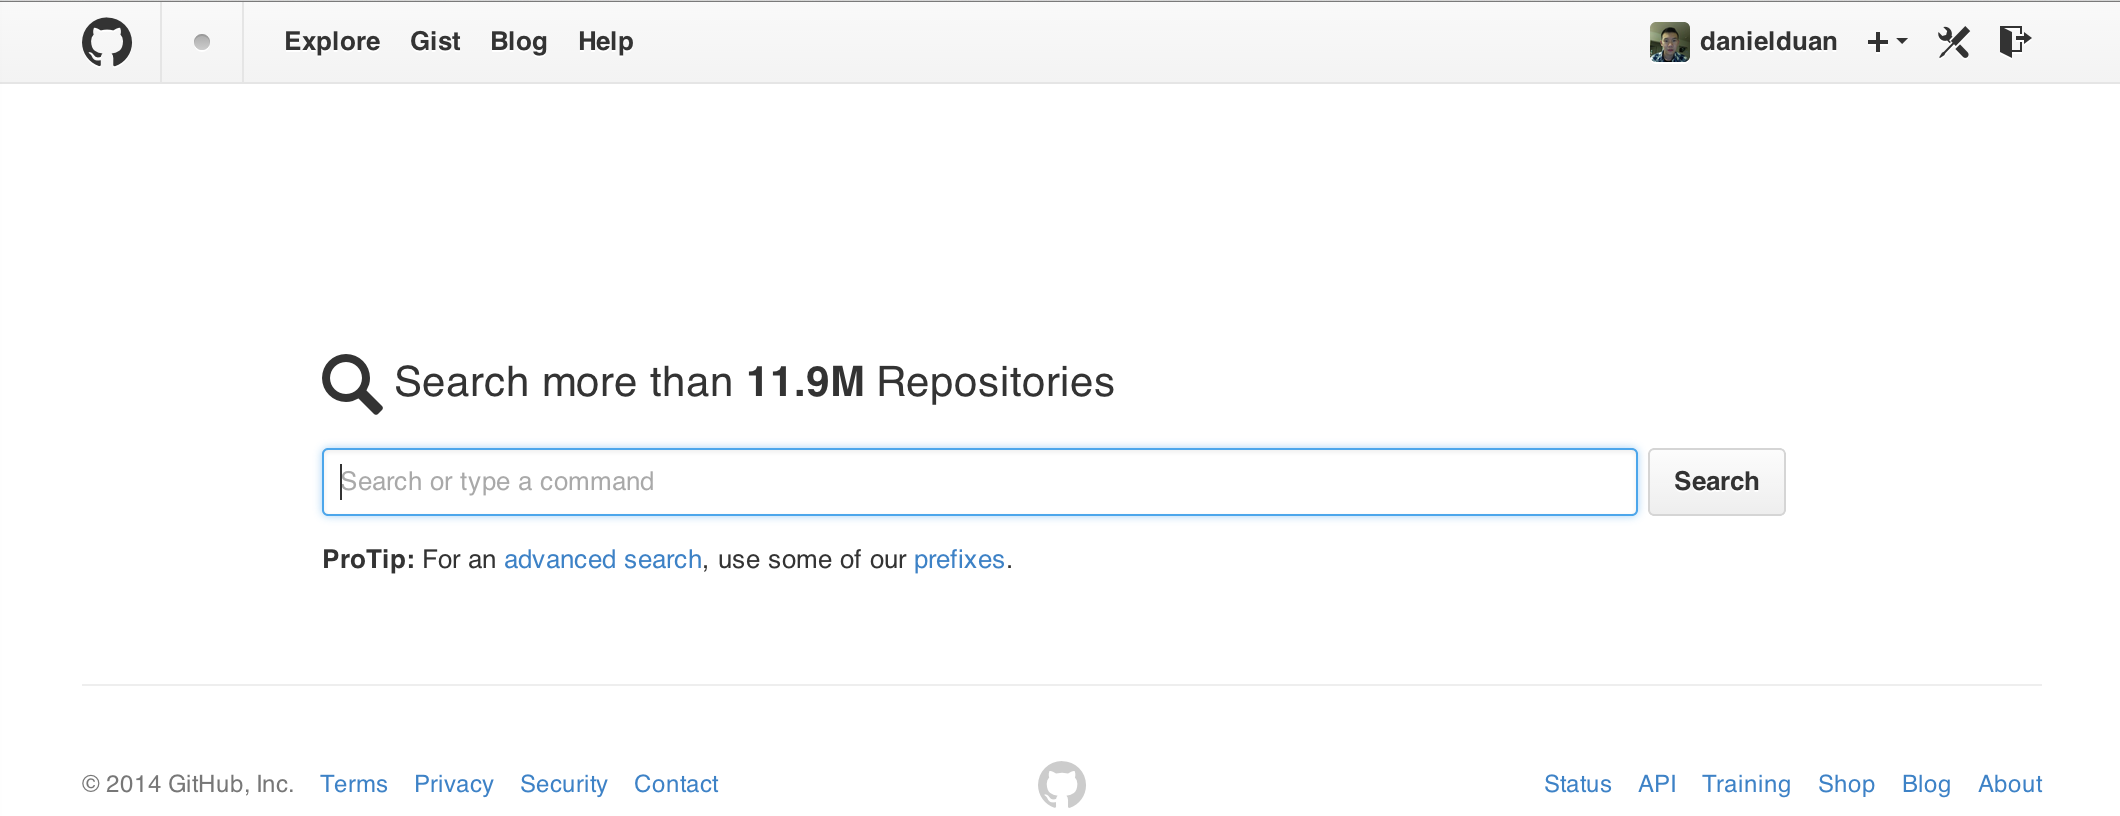 Explore Gist Blog Help danielduan
Search more than 11.9M Repositories
Search or type a command Search
ProTip: For an advanced search, use some of our prefixes.
© 2014 GitHub, Inc. Terms Privacy Security Contact Status API Training Shop Blog About